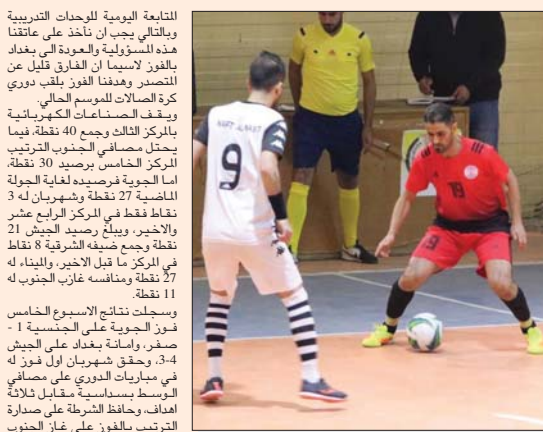 المتابعة اليومية للوحدات التدريبية
وبالتالي يجب ان نأخذ على عاتقنا
هذه المسؤولية والعودة الى بغداد
بالفوز لاسيما ان الفارق قليل عن
المتصدر وهدفنا الفوز بلقب دوري
كرة الصالات للموسم الحالي.
ويقف الصناعات الكهربائية
بالمركز الثالث وجمع 40 نقطة، فيما
يحتل مصافي الجنوب الترتيب
المركز الخامس برصيد 30 نقطة،
اما الجوية فرصيده لغاية الجولة
الماضية 27 نقطة وشهربان له 3
نقاط فقط في المركز الرابع عشر
والاخير، ويبلغ رصيد الجيش 21
نقطة وجمع ضيفه الشرقية 8 نقاط
في المركز ما قبل الاخير، والميناء له
27 نقطة ومنافسه غازب الجنوب له
11 نقطة.
وسجلت نتائج الاسبوع الخامس
فوز الجوية على الجنسية 1 -
صفر، وامانة بغداد على الجيش
4-3، وحقق شهربان اول فوز له
في مباريات الدوري على مصافي
الوسط بسداسية مقابل ثلاثة
اهداف، وحافظ الشرطة على صدارة
الترتيب بالفوز على غاز الجنوب
NAFT ALWASAT
9
19